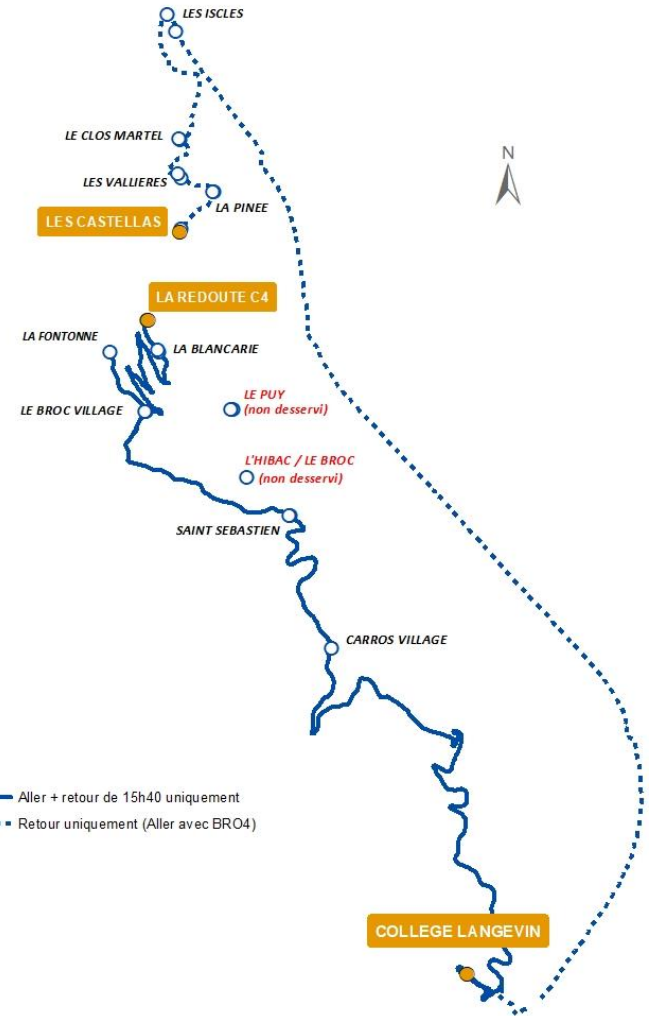 LES ISCLES
LE CLOS MARTEL
N
LES VALLIERES
LA PINEE
LES CASTELLAS
LA REDOUTE C4
LA FONTONNE
LA BLANCARIE
LE PUY
(non desservi)
LE BROC VILLAGE
L'HIBAC / LE BROC
(non desservi)
SAINT SEBASTIEN
CARROS VILLAGE
Aller + retour de 15h40 uniquement
Retour uniquement (Aller avec BRO4)
COLLEGE LANGEVIN